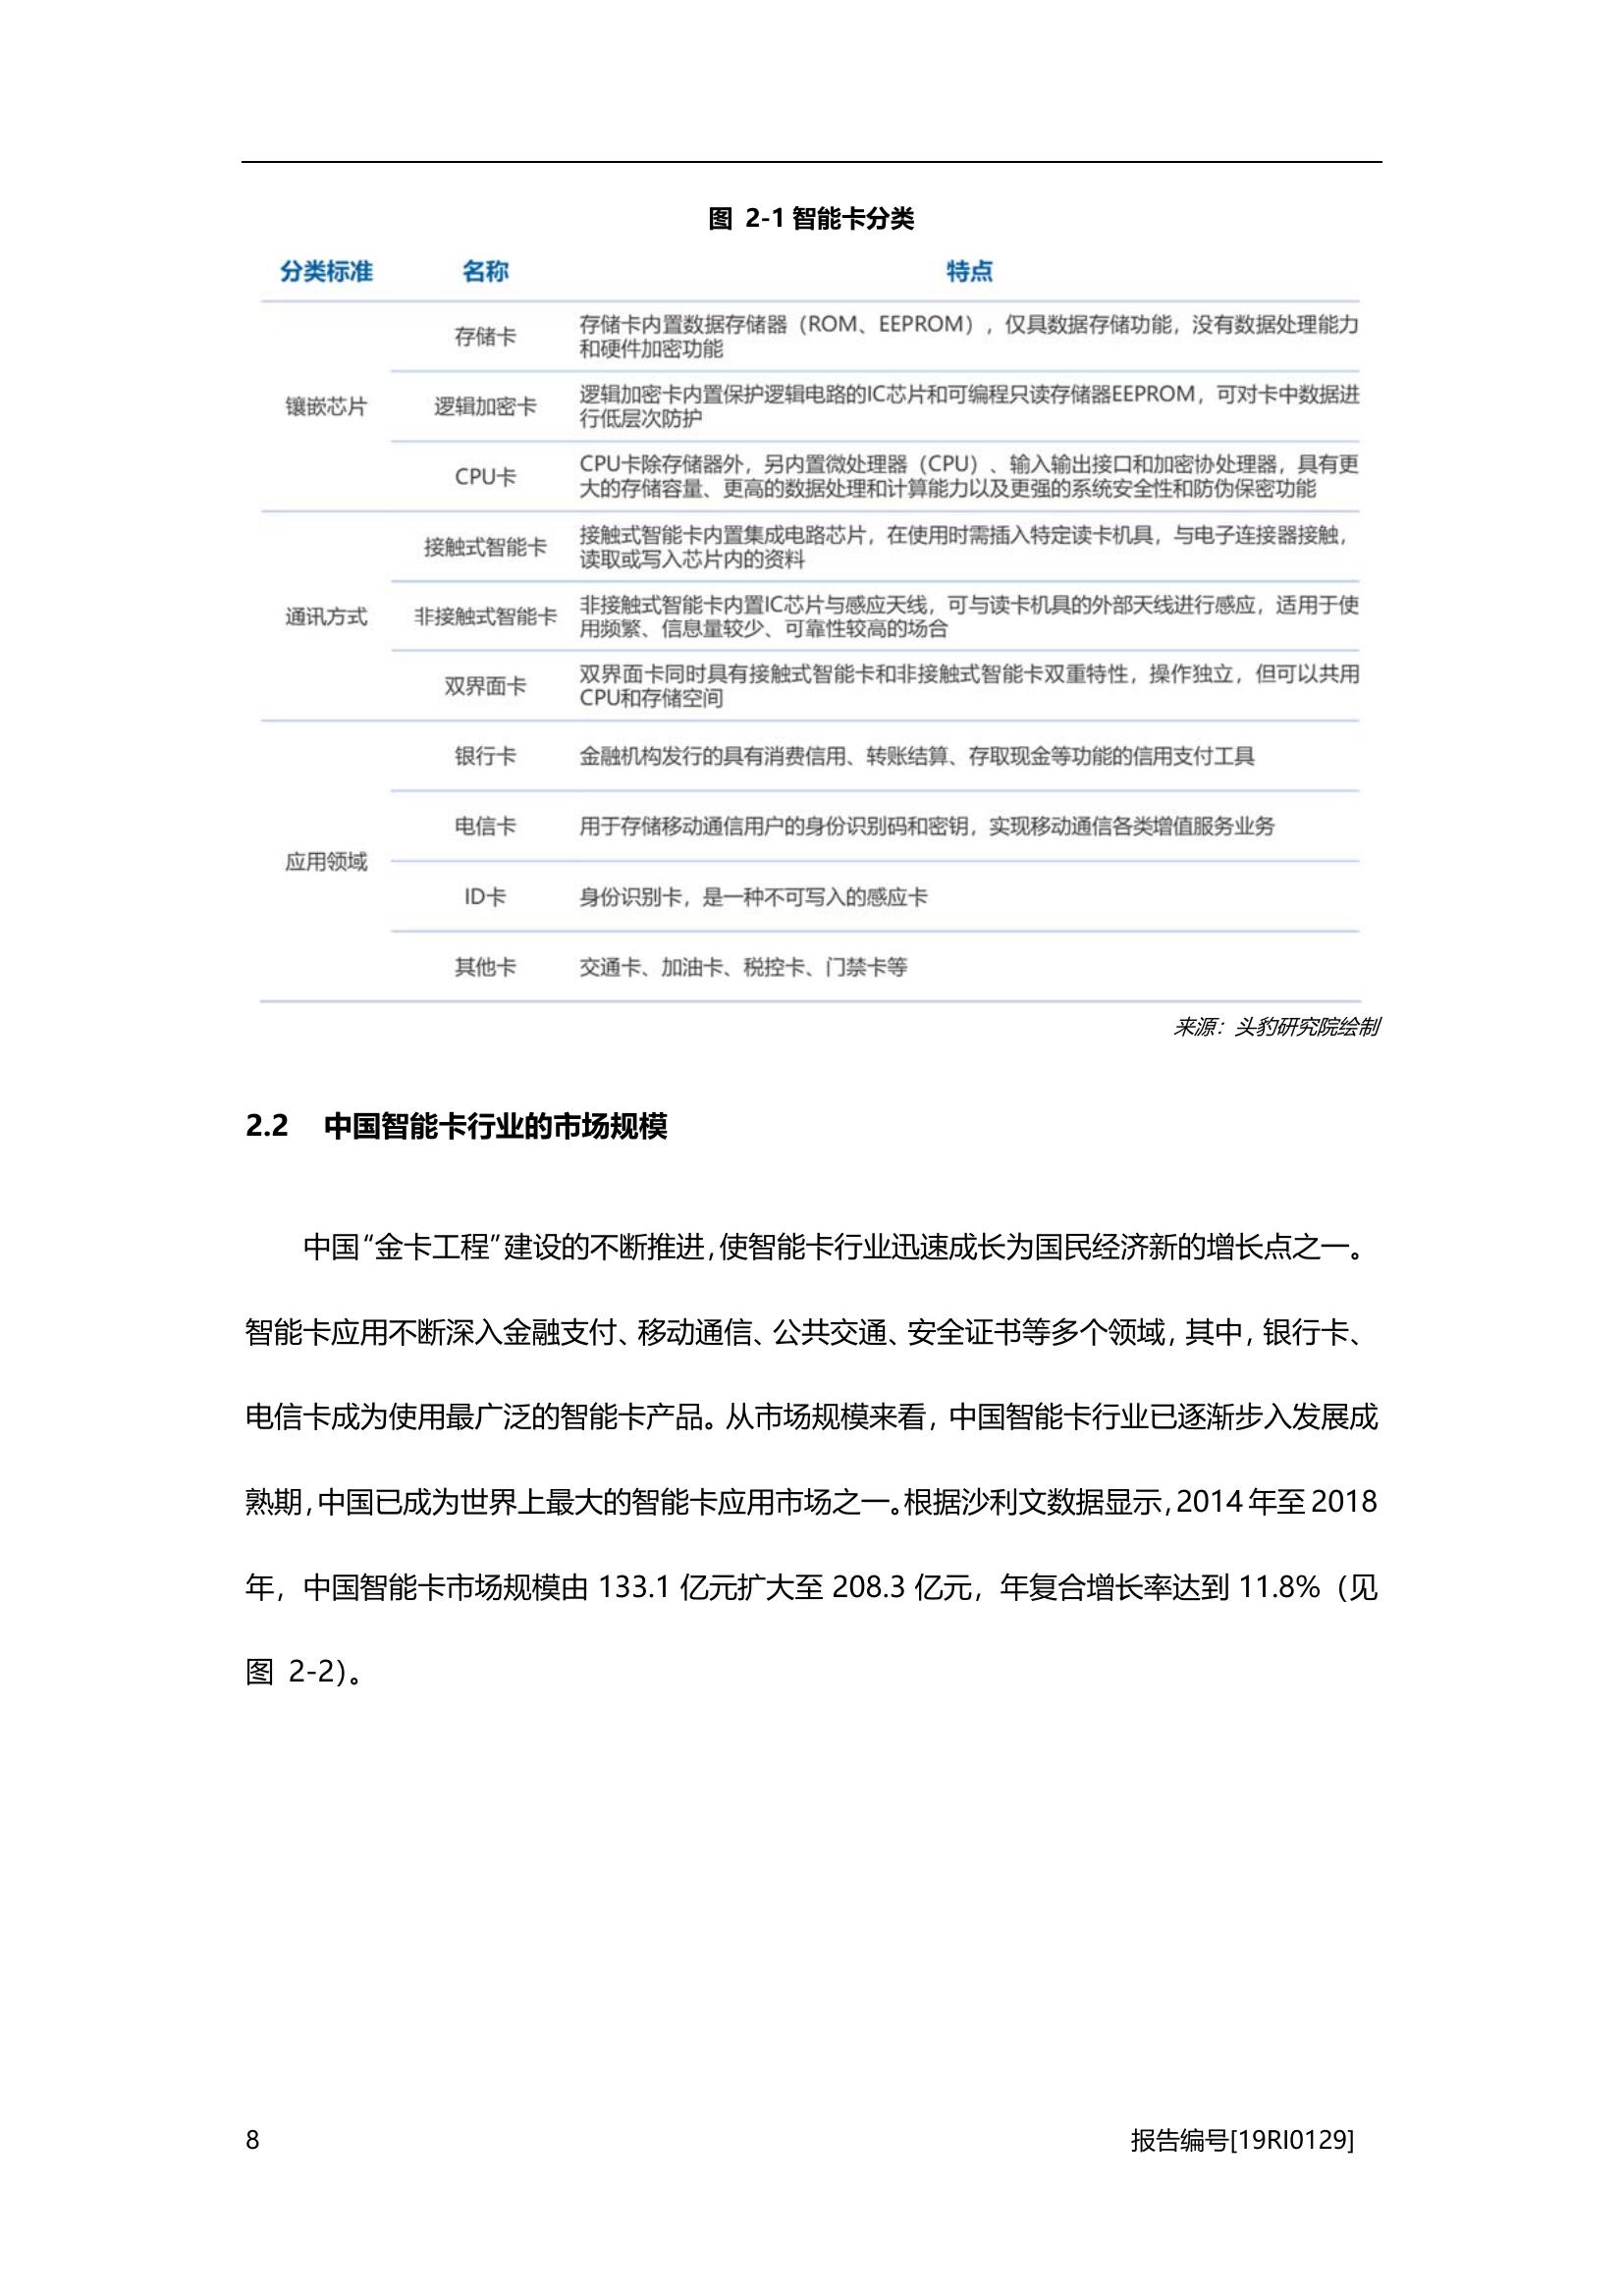 图 2-1 智能卡分类
分类标准 名称 特点
存储卡 存储卡内置数据存储器（ROM、EEPROM），仅具数据存储功能，没有数据处理能力
和硬件加密功能
镶嵌芯片 逻辑加密卡 逻辑加密卡内置保护逻辑电路的IC芯片和可编程只读存储器EEPROM，可对卡中数据进
行低层次防护
CPU卡 CPU卡除存储器外，另内置微处理器（CPU）、输入输出接口和加密协处理器，具有更
大的存储容量、更高的数据处理和计算能力以及更强的系统安全性和防伪保密功能
接触式智能卡 接触式智能卡内置集成电路芯片，在使用时需插入特定读卡机具，与电子连接器接触，
读取或写入芯片内的资料
通讯方式 非接触式智能卡 非接触式智能卡内置IC芯片与感应天线，可与读卡机具的外部天线进行感应，适用于使
用频繁、信息量较少、可靠性较高的场合
双界面卡 双界面卡同时具有接触式智能卡和非接触式智能卡双重特性，操作独立，但可以共用
CPU和存储空间
银行卡 金融机构发行的具有消费信用、转账结算、存取现金等功能的信用支付工具
电信卡 用于存储移动通信用户的身份识别码和密钥，实现移动通信各类增值服务业务
应用领域
ID卡 身份识别卡，是一种不可写入的感应卡
其他卡 交通卡、加油卡、税控卡、门禁卡等
来源：头豹研究院绘制
2.2 中国智能卡行业的市场规模
中国“金卡工程”建设的不断推进，使智能卡行业迅速成长为国民经济新的增长点之一。
智能卡应用不断深入金融支付、移动通信、公共交通、安全证书等多个领域，其中，银行卡、
电信卡成为使用最广泛的智能卡产品。从市场规模来看，中国智能卡行业已逐渐步入发展成
熟期，中国已成为世界上最大的智能卡应用市场之一。根据沙利文数据显示，2014 年至 2018
年，中国智能卡市场规模由 133.1 亿元扩大至 208.3 亿元，年复合增长率达到 11.8%（见
图 2-2）。
8 报告编号[19RI0129]